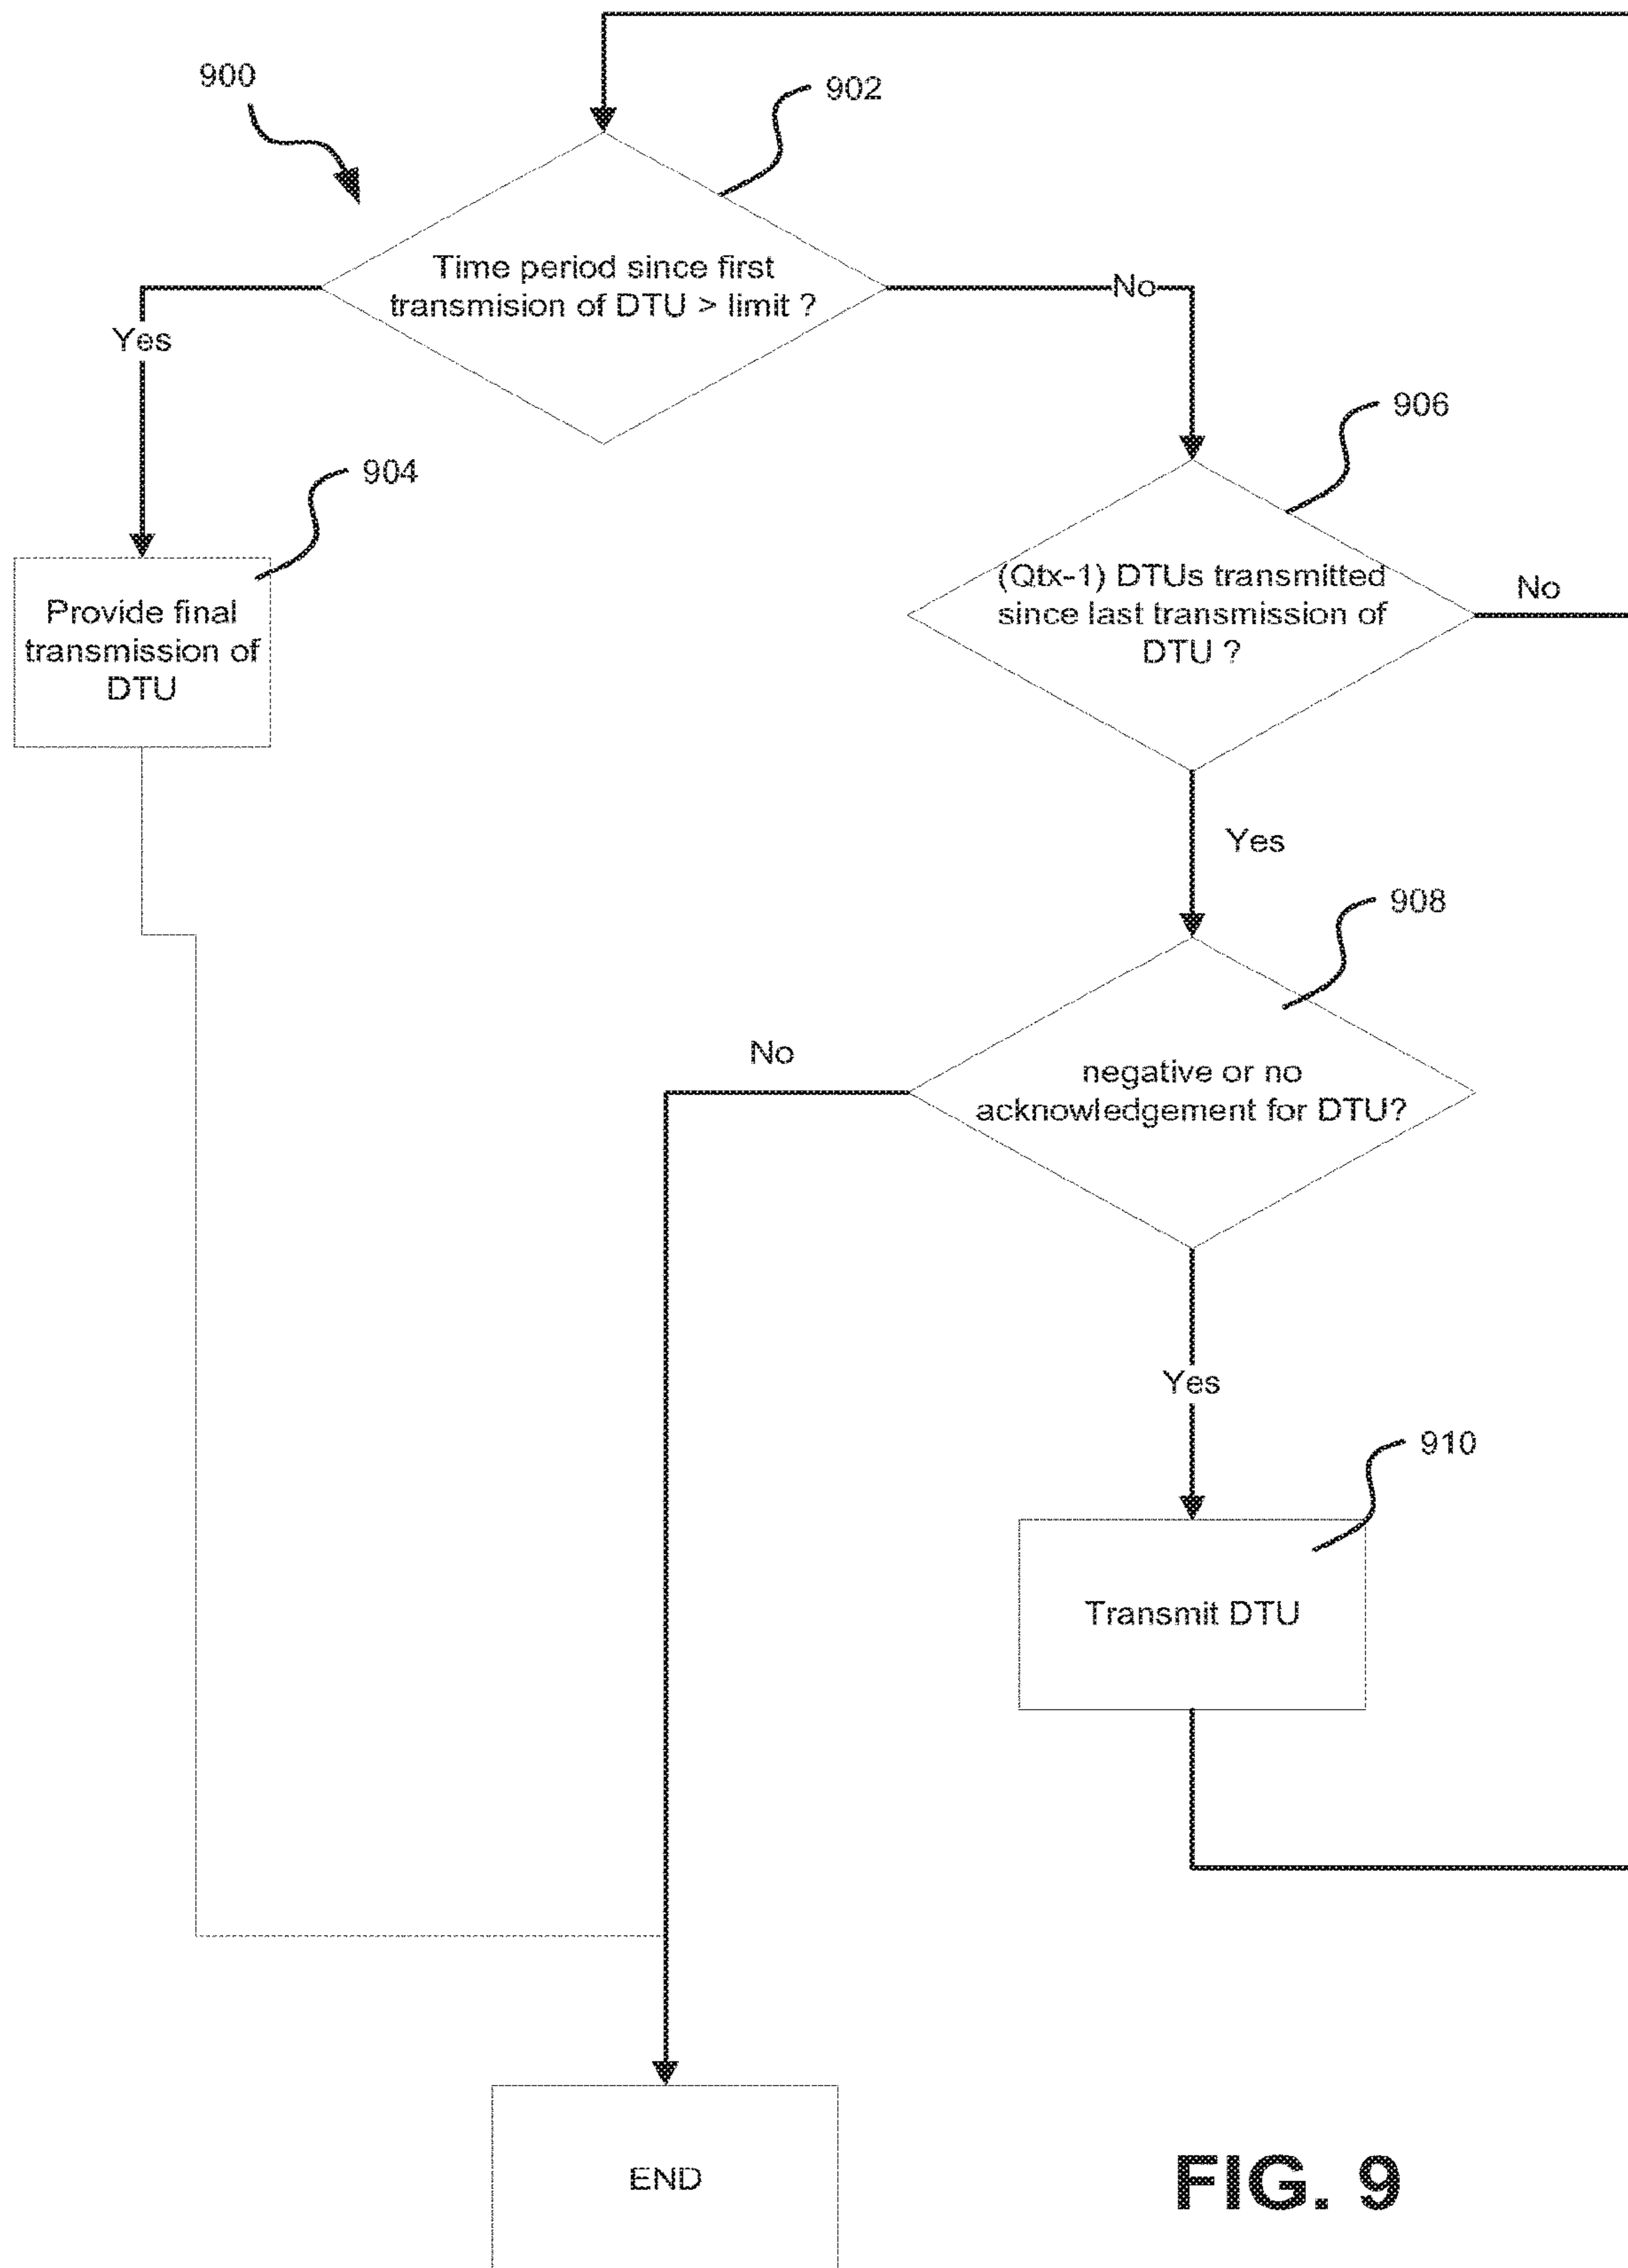 900
902
Time period since first
transmision of DTU > limit ?
No
Yes
906
904
(Qtx-1) DTUs transmitted
since last transmission of
DTU ?
No
Provide final
transmission of
DTU
Yes
908
No
negative or no
acknowledgement for DTU?
Yes
910
Transmit DTU
END
FIG. 9